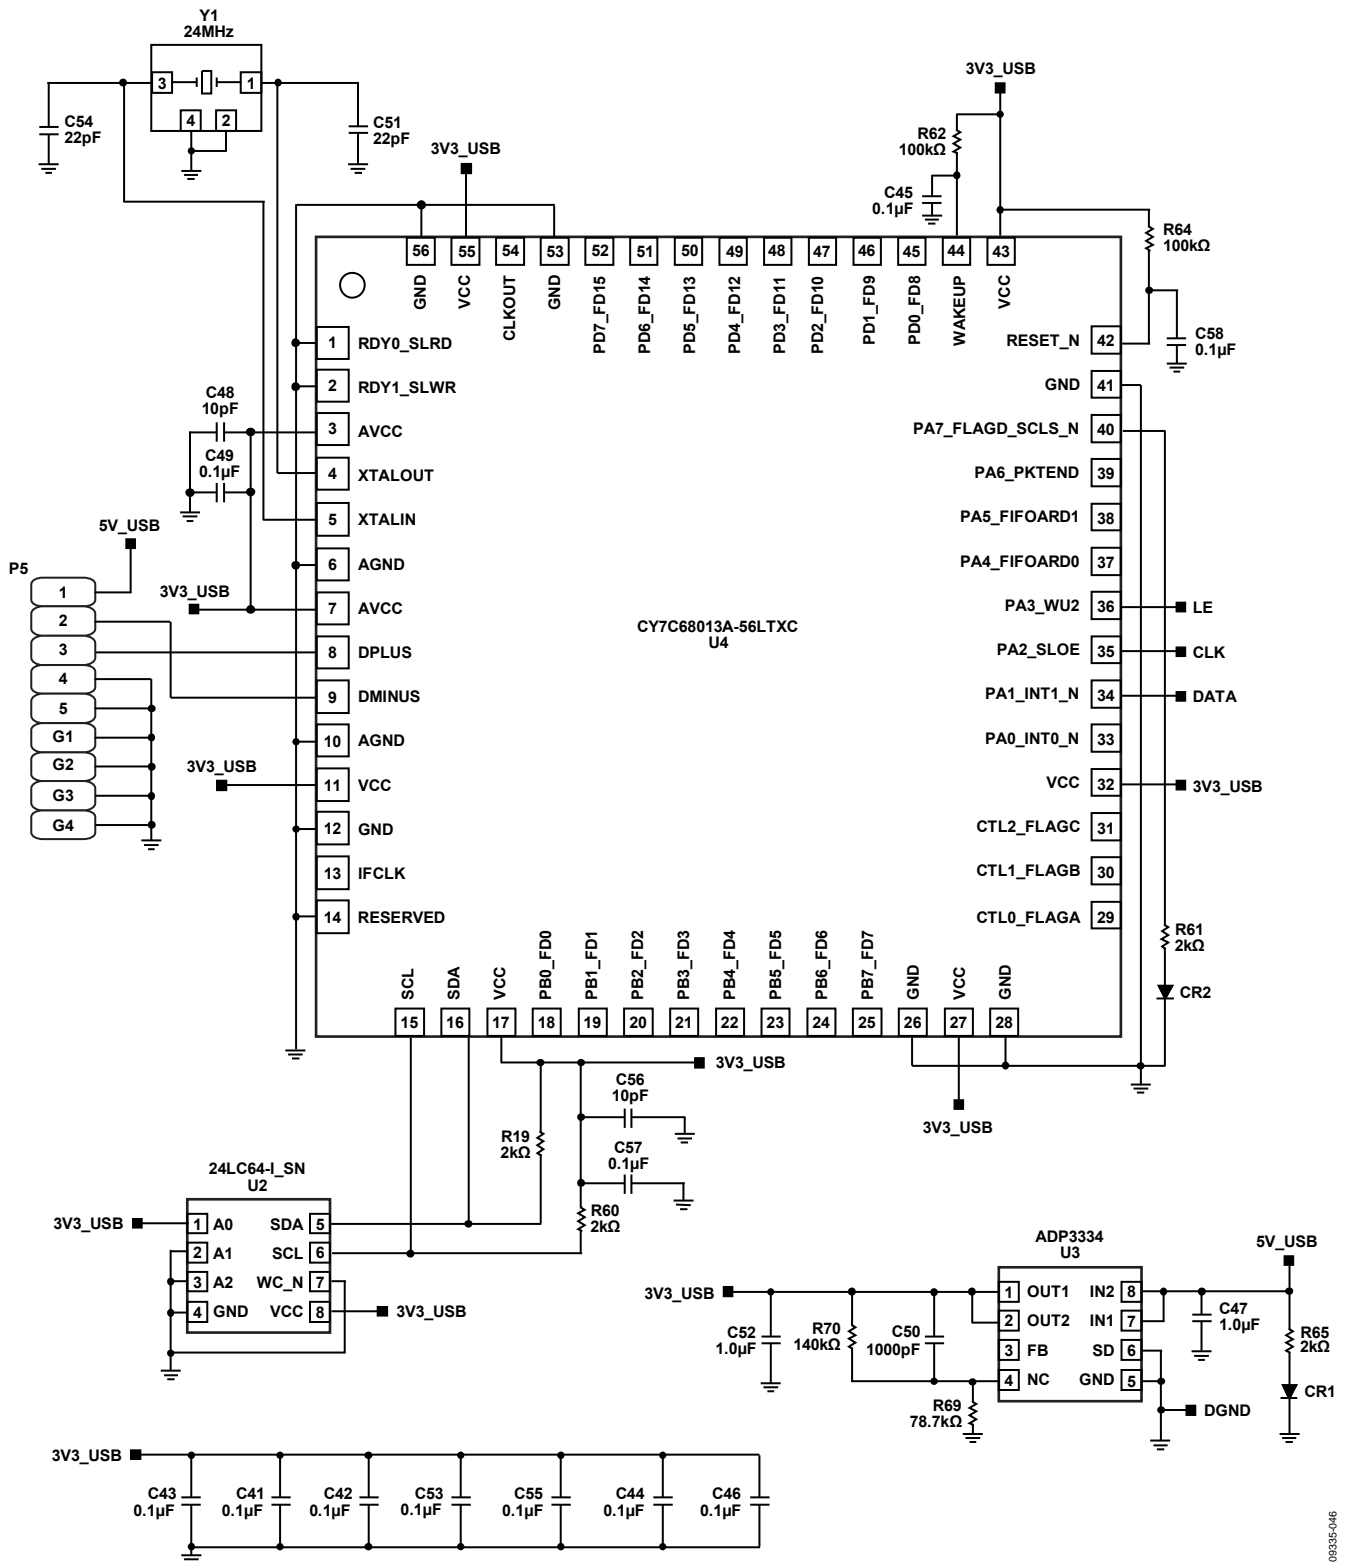 Y1
24MHz
3
1
4
2
C54
22pF
C51
22pF
3V3_USB
3V3_USB
R62
100kΩ
C45
0.1µF
R64
100kΩ
C58
0.1µF
56
55
54
53
52
51
50
49
48
47
46
45
44
43
GND
VCC
CLKOUT
GND
PD7_FD15
PD6_FD14
PD5_FD13
PD4_FD12
PD3_FD11
PD2_FD10
PD1_FD9
PD0_FD8
WAKEUP
VCC
1 RDY0_SLRD
2 RDY1_SLWR
3 AVCC
4 XTALOUT
5 XTALIN
6 AGND
7 AVCC
8 DPLUS
9 DMINUS
10 AGND
11 VCC
12 GND
13 IFCLK
14 RESERVED
C48
10pF
C49
0.1µF
5V_USB
3V3_USB
3V3_USB
P5
1
2
3
4
5
G1
G2
G3
G4
CY7C68013A-56LTXC
U4
RESET_N 42
GND 41
PA7_FLAGD_SCLS_N 40
PA6_PKTEND 39
PA5_FIFOARD1 38
PA4_FIFOARD0 37
PA3_WU2 36 LE
PA2_SLOE 35 CLK
PA1_INT1_N 34 DATA
PA0_INT0_N 33
VCC 32 3V3_USB
CTL2_FLAGC 31
CTL1_FLAGB 30
CTL0_FLAGA 29
R61
2kΩ
CR2
SCL
SDA
VCC
PB0_FD0
PB1_FD1
PB2_FD2
PB3_FD3
PB4_FD4
PB5_FD5
PB6_FD6
PB7_FD7
GND
VCC
GND
15
16
17
18
19
20
21
22
23
24
25
26
27
28
3V3_USB
3V3_USB
C56
10pF
C57
0.1µF
R19
2kΩ
R60
2kΩ
24LC64-I_SN
U2
3V3_USB
1 A0
2 A1
3 A2
4 GND
SDA 5
SCL 6
WC_N 7
VCC 8
3V3_USB
ADP3334
U3
5V_USB
3V3_USB
1 OUT1
2 OUT2
3 FB
4 NC
IN2 8
IN1 7
SD 6
GND 5
C52
1.0µF
R70
140kΩ
C50
1000pF
R69
78.7kΩ
C47
1.0µF
R65
2kΩ
CR1
DGND
3V3_USB
C43
0.1µF
C41
0.1µF
C42
0.1µF
C53
0.1µF
C55
0.1µF
C44
0.1µF
C46
0.1µF
09335-046